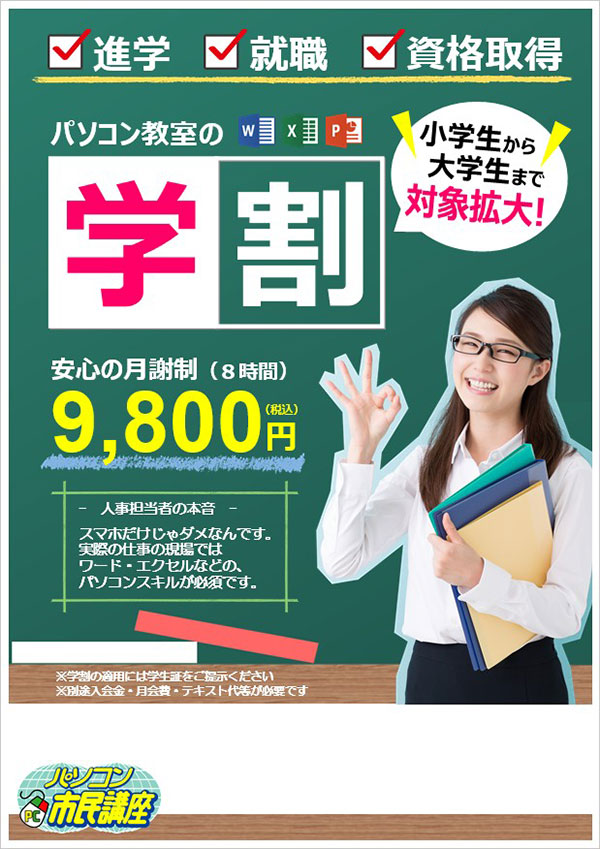 進学 就職 資格取得
パソコン教室の W X P
小学生から
大学生まで
対象拡大!
学割
安心の月謝制(8時間)
9,800円(税込)
- 人事担当者の本音 -
スマホだけじゃダメなんです。
実際の仕事の現場では
ワード・エクセルなどの、
パソコンスキルが必須です。
※学割の適用には学生証をご提示ください
※別途入会金・月会費・テキスト代等が必要です
パソコン
PC 市民講座